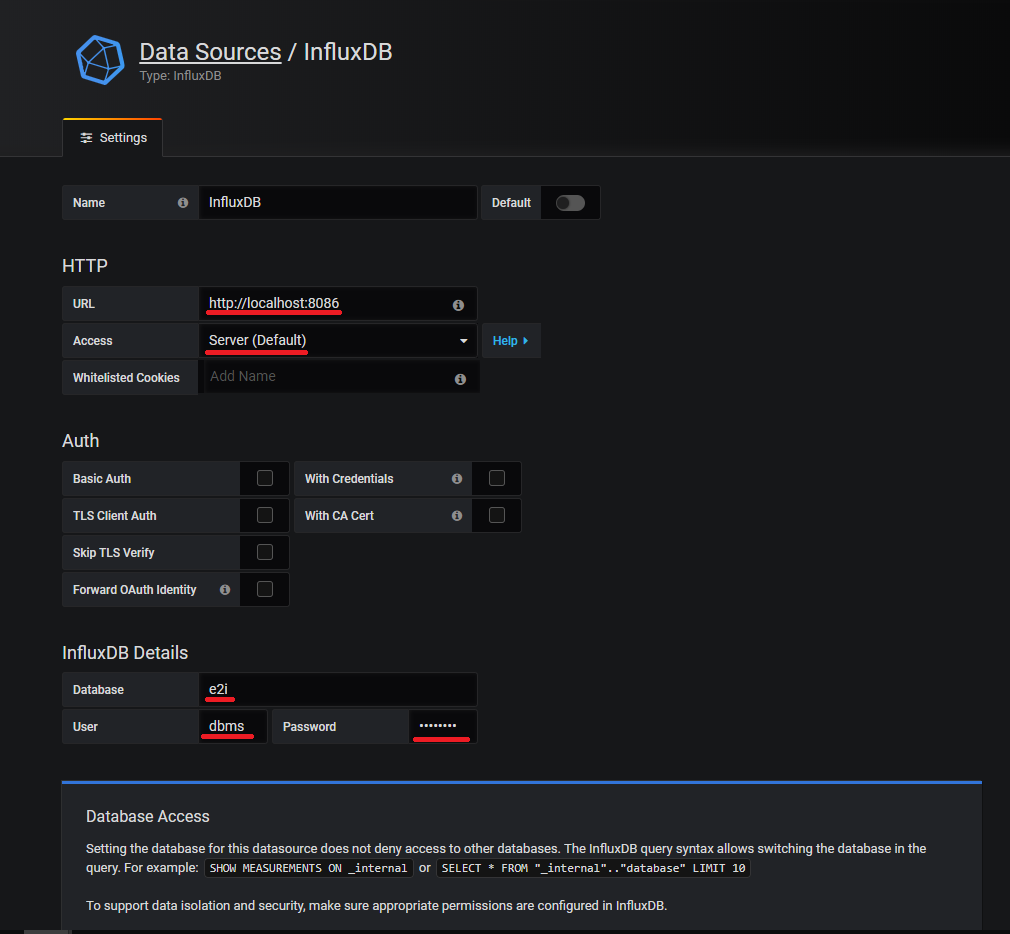 Data Sources / InfluxDB
Type: InfluxDB
Settings
Name InfluxDB Default
HTTP
URL http://localhost:8086
Access Server (Default) Help
Whitelisted Cookies Add Name
Auth
Basic Auth With Credentials
TLS Client Auth With CA Cert
Skip TLS Verify
Forward OAuth Identity
InfluxDB Details
Database e2i
User dbms Password ········
Database Access
Setting the database for this datasource does not deny access to other databases. The InfluxDB query syntax allows switching the database in the
query. For example: SHOW MEASUREMENTS ON _internal or SELECT * FROM "_internal".."database" LIMIT 10
To support data isolation and security, make sure appropriate permissions are configured in InfluxDB.